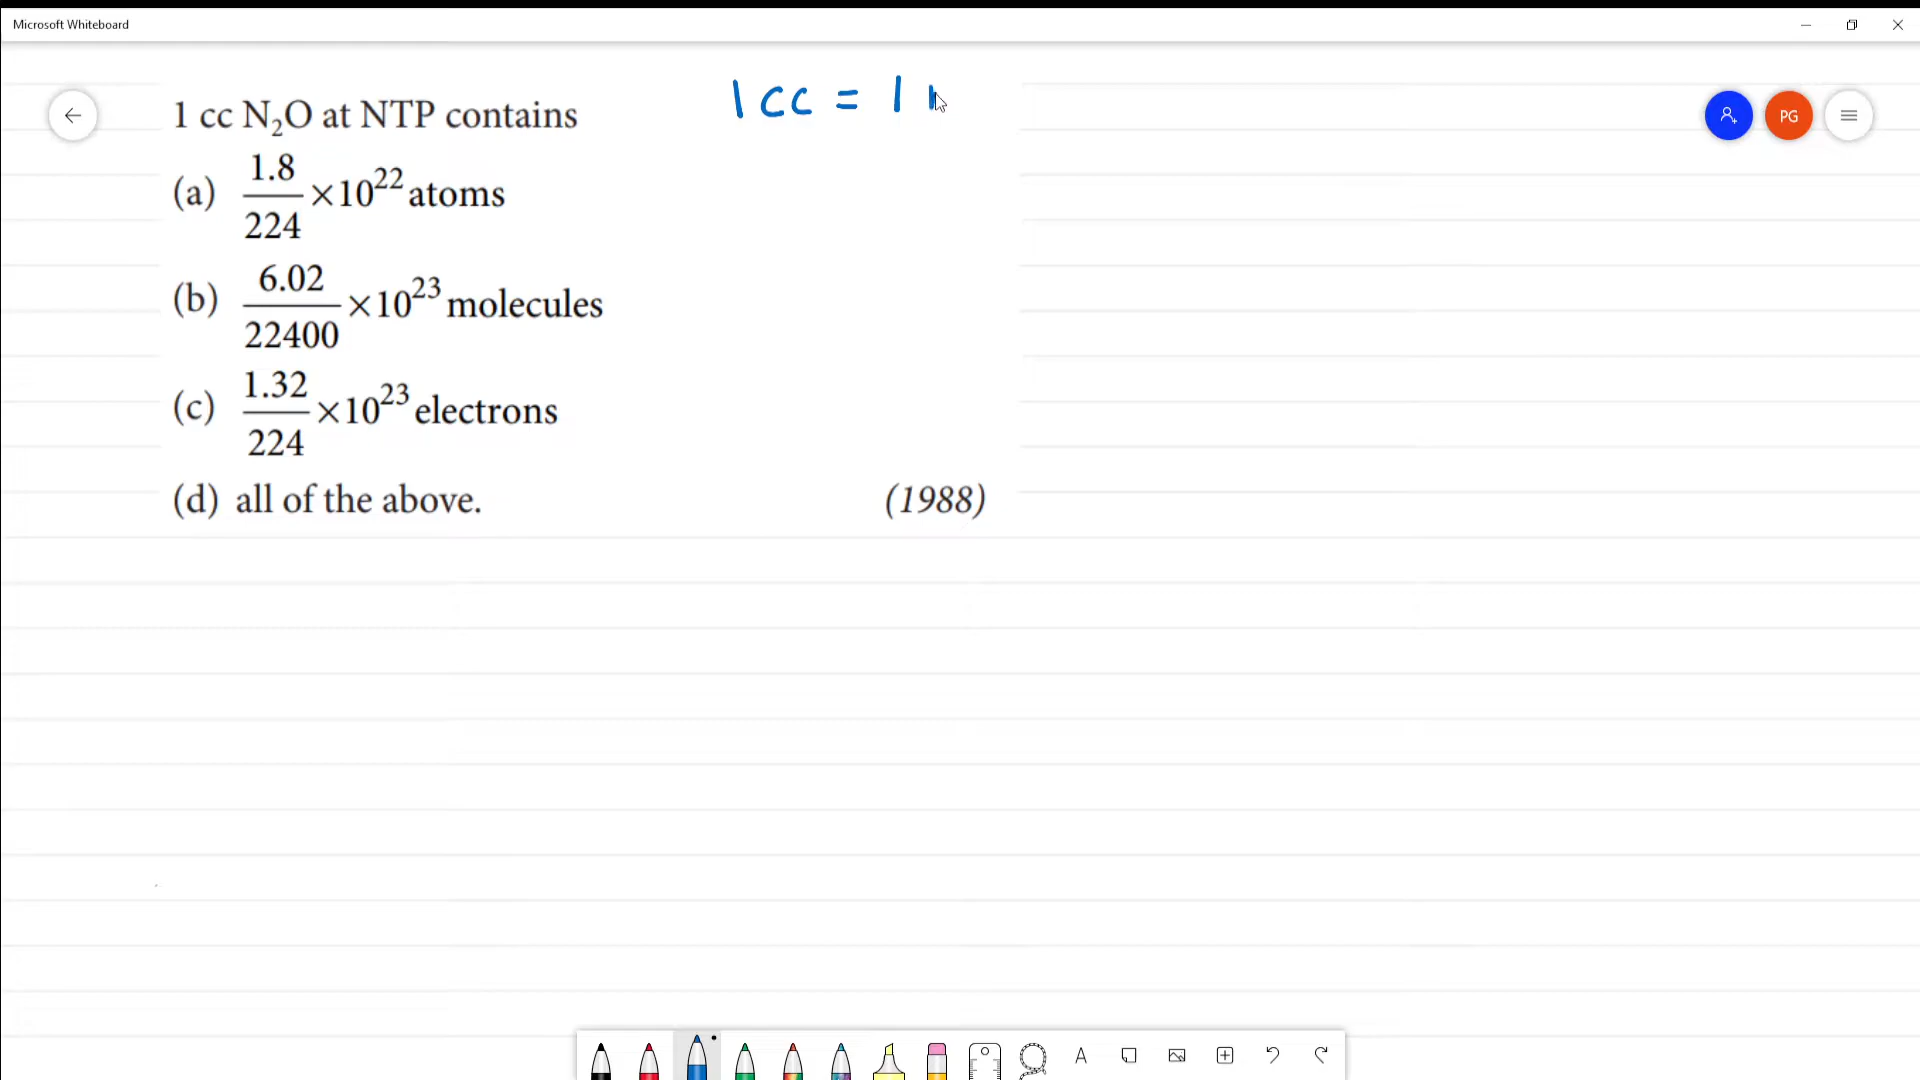 Microsoft Whiteboard
1 cc = 1
PG
1 cc N₂O at NTP contains
(a) 1.8/224 ×10²² atoms
(b) 6.02/22400 ×10²³ molecules
(c) 1.32/224 ×10²³ electrons
(d) all of the above. (1988)
A